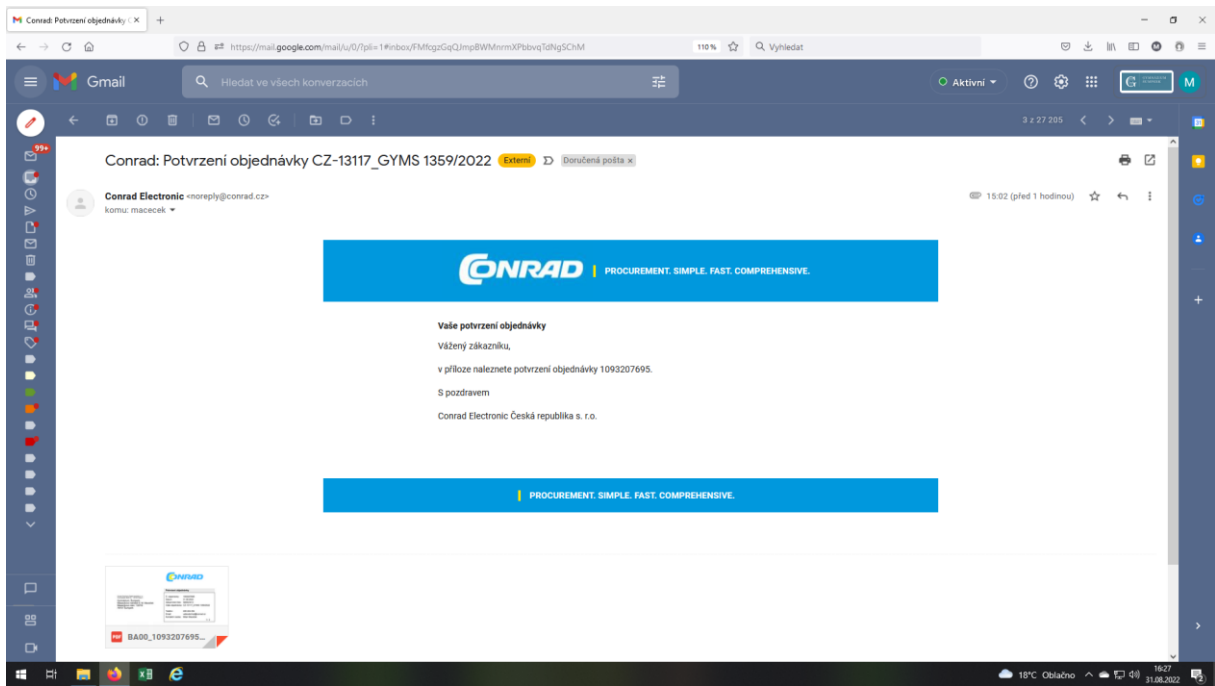 Conrad: Potvrzení objednávky C
https://mail.google.com/mail/u/0/?pli=1#inbox/FMfcgzGqQJmpBWMnrmXPbbvqTdNgSChM
110 %
Vyhledat
Gmail
Hledat ve všech konverzacích
Aktivní
G
M
3 z 27 205
99+
Conrad: Potvrzení objednávky CZ-13117_GYMS 1359/2022
Externí
Doručená pošta x
Conrad Electronic <noreply@conrad.cz>
15:02 (před 1 hodinou)
komu: macecek
CONRAD | PROCUREMENT. SIMPLE. FAST. COMPREHENSIVE.
Vaše potvrzení objednávky
Vážený zákazníku,
v příloze naleznete potvrzení objednávky 1093207695.
S pozdravem
Conrad Electronic Česká republika s. r.o.
| PROCUREMENT. SIMPLE. FAST. COMPREHENSIVE.
CONRAD
PDF
BA00_1093207695...
18°C Oblačno
16:27
31.08.2022
2